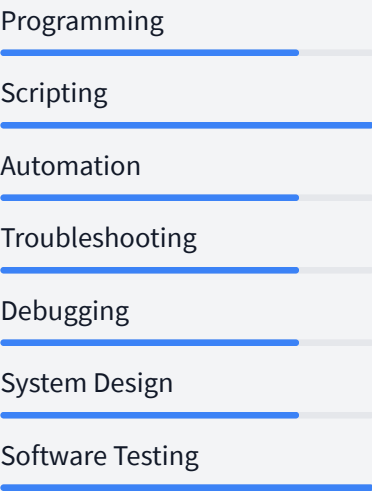 Programming
Scripting
Automation
Troubleshooting
Debugging
System Design
Software Testing